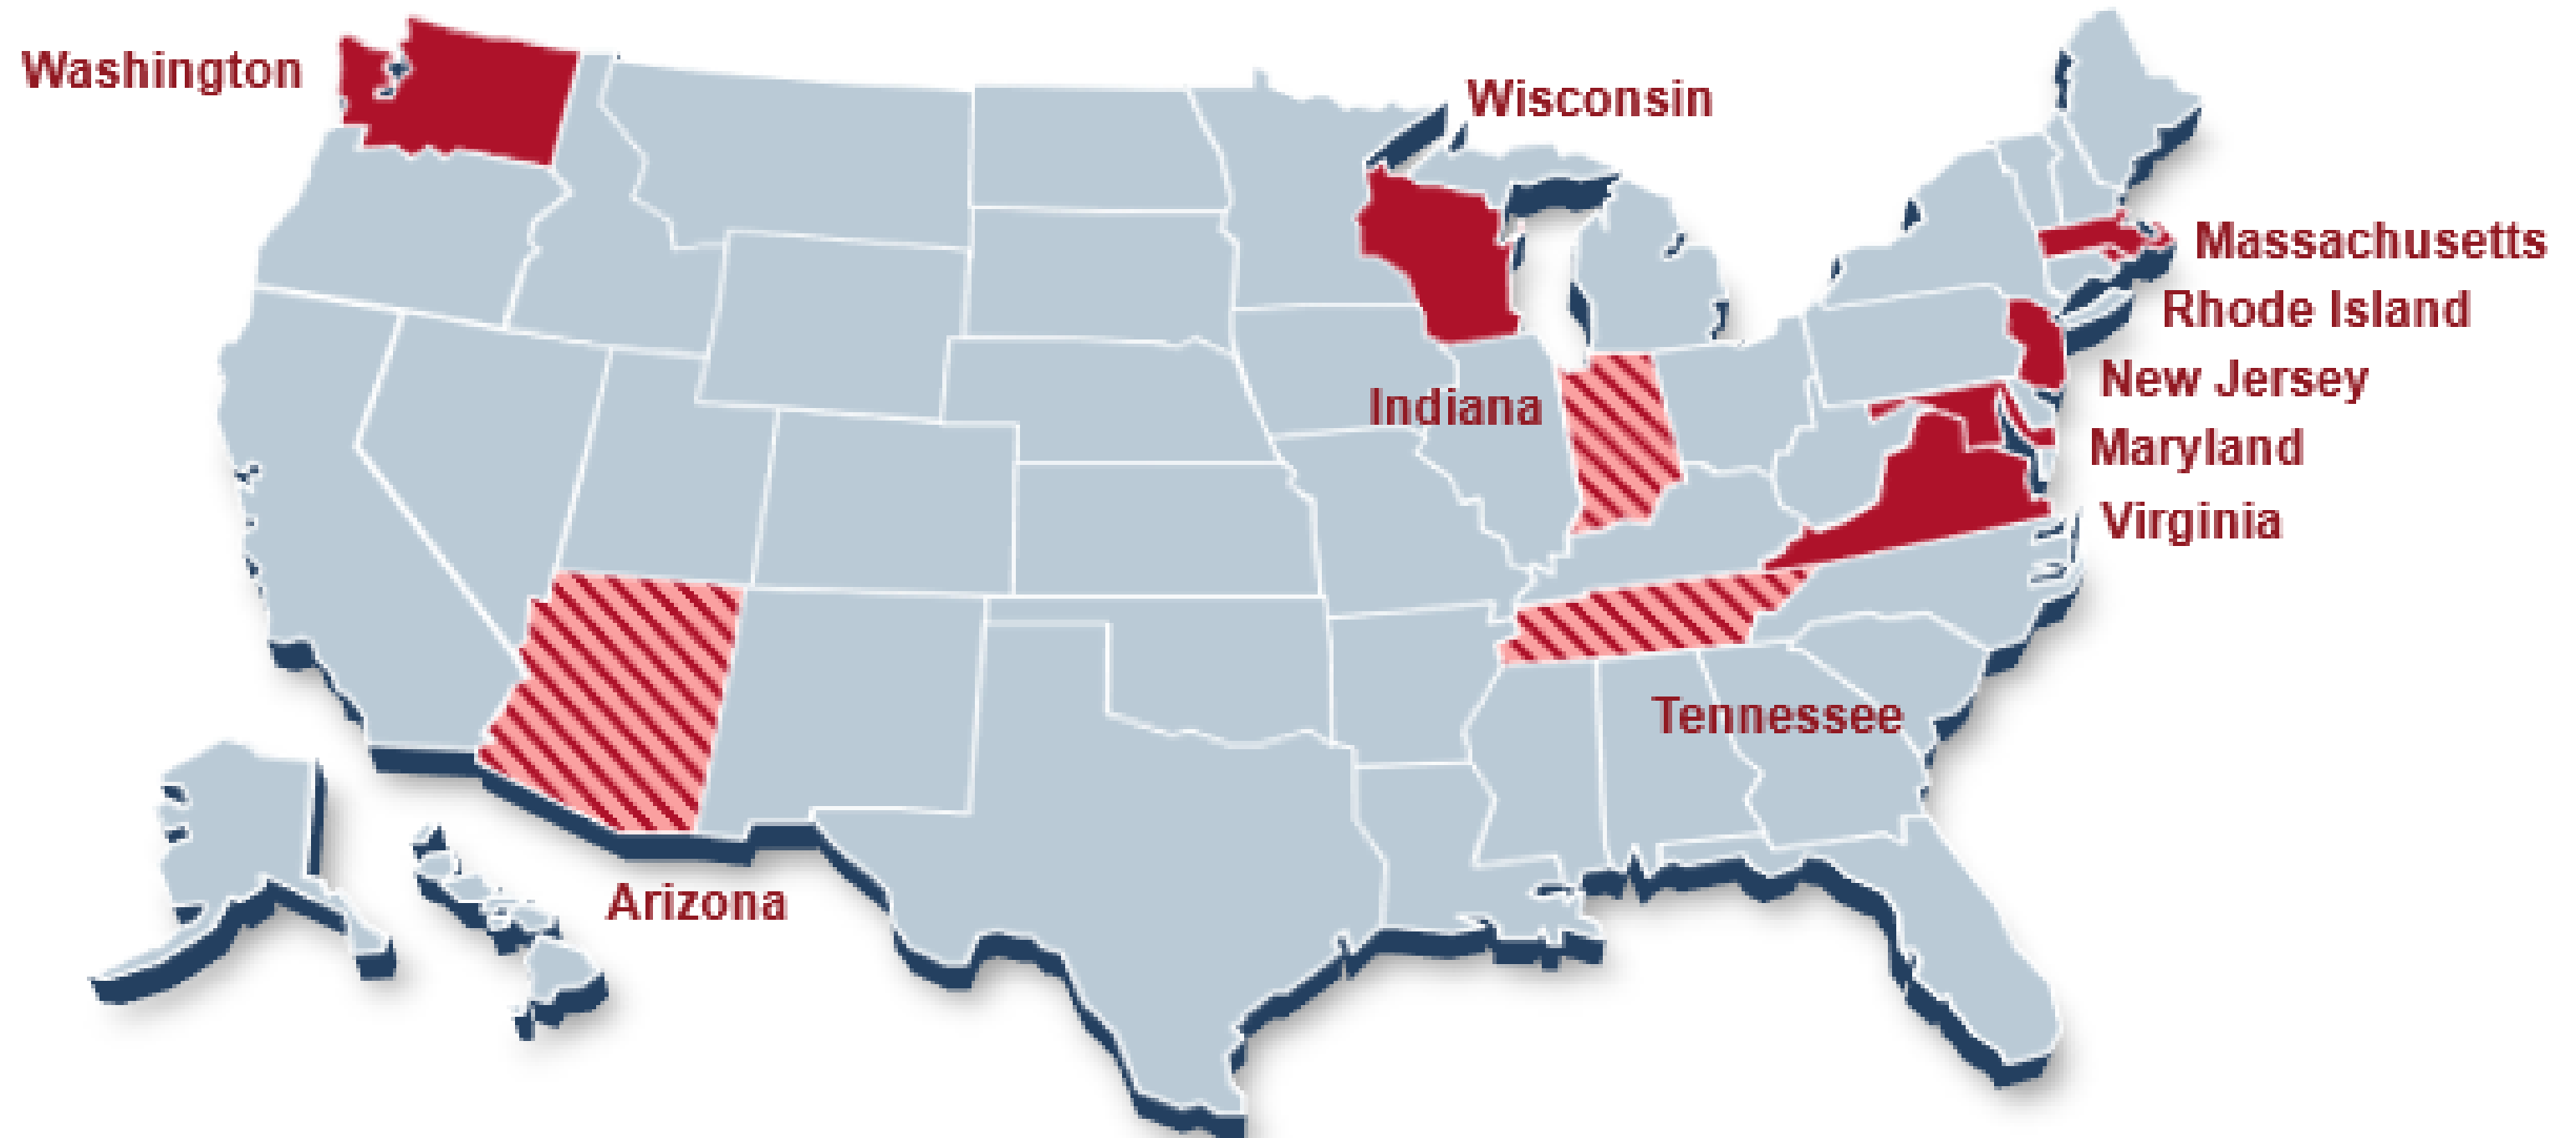 Washington
Wisconsin
Massachusetts
Rhode Island
New Jersey
Indiana
Maryland
Virginia
Tennessee
Arizona